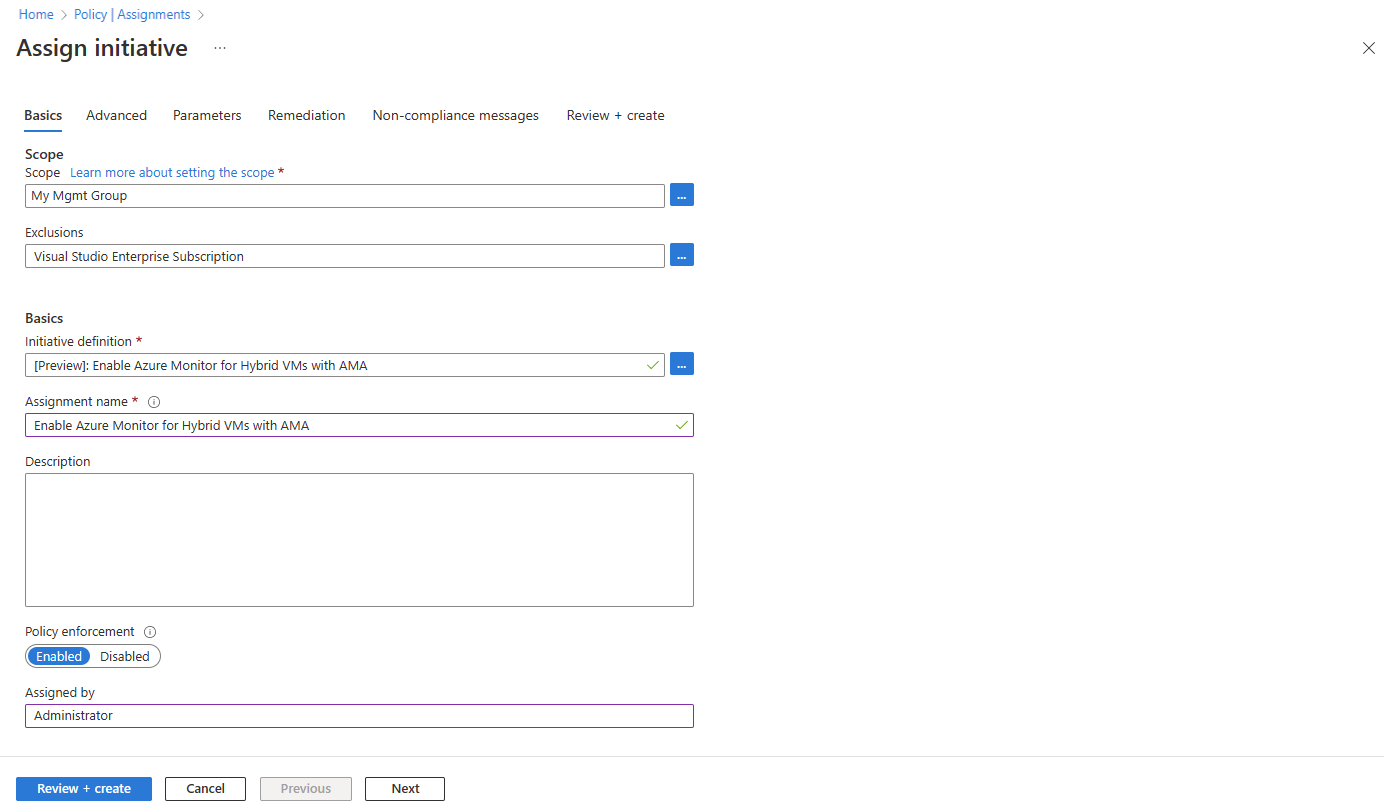 Home > Policy | Assignments >
Assign initiative ...
Basics Advanced Parameters Remediation Non-compliance messages Review + create
Scope
Scope Learn more about setting the scope *
My Mgmt Group ...
Exclusions
Visual Studio Enterprise Subscription ...
Basics
Initiative definition *
[Preview]: Enable Azure Monitor for Hybrid VMs with AMA ...
Assignment name *
Enable Azure Monitor for Hybrid VMs with AMA
Description
Policy enforcement
Enabled Disabled
Assigned by
Administrator
Review + create Cancel Previous Next